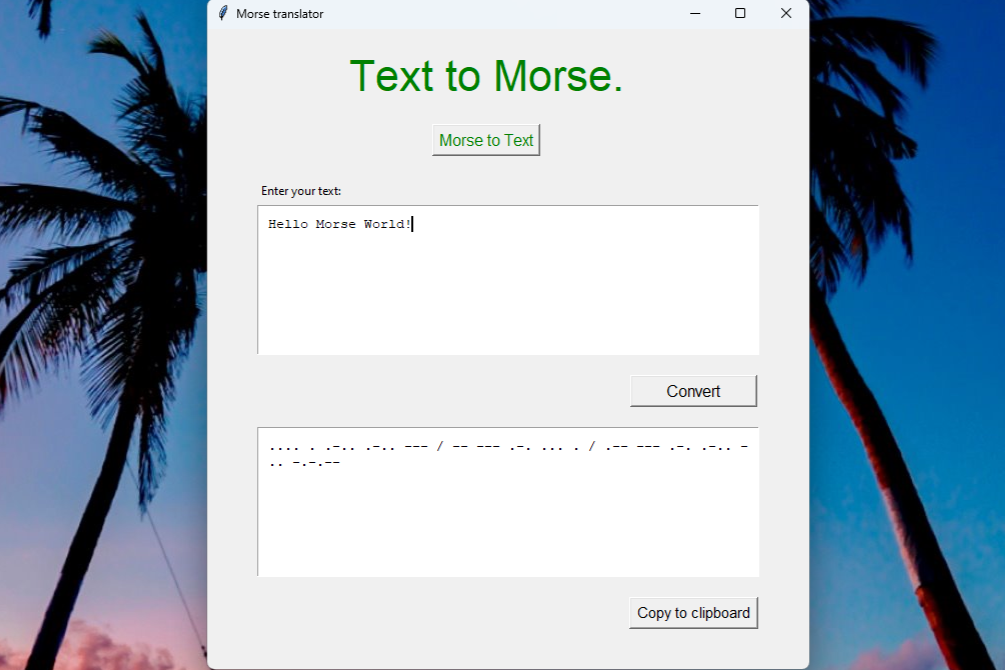 Morse translator
Text to Morse.
Morse to Text
Enter your text:
Hello Morse World!
Convert
.... . .-.. .-.. --- / -- --- .-. ... . / .-- --- .-. .-.. -
.. -.-.--
Copy to clipboard